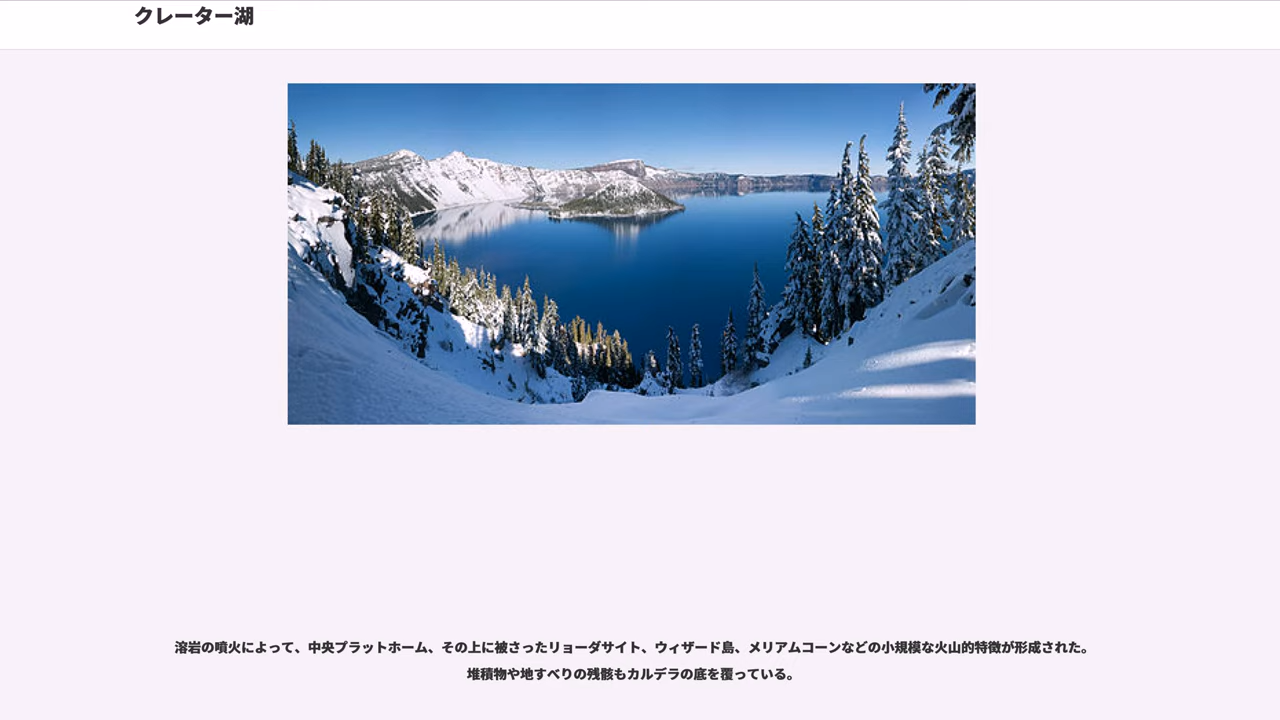 クレーター湖
溶岩の噴火によって、中央プラットホーム、その上に被さったリョーダサイト、ウィザード島、メリアムコーンなどの小規模な火山的特徴が形成された。
堆積物や地すべりの残骸もカルデラの底を覆っている。